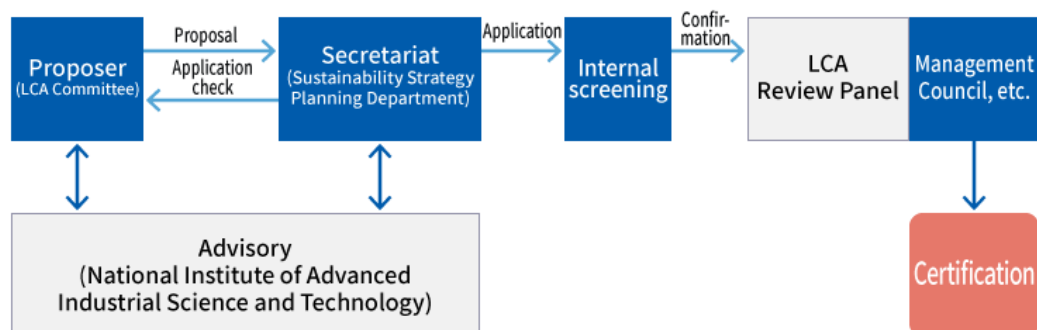 Proposer
(LCA Committee)
Proposal
Application
check
Secretariat
(Sustainability Strategy
Planning Department)
Application
Internal
screening
Confir-
mation
LCA
Review Panel
Management
Council, etc.
Advisory
(National Institute of Advanced
Industrial Science and Technology)
Certification